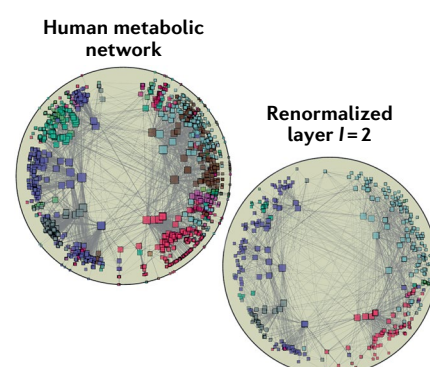 Human metabolic
network
Renormalized
layer l = 2